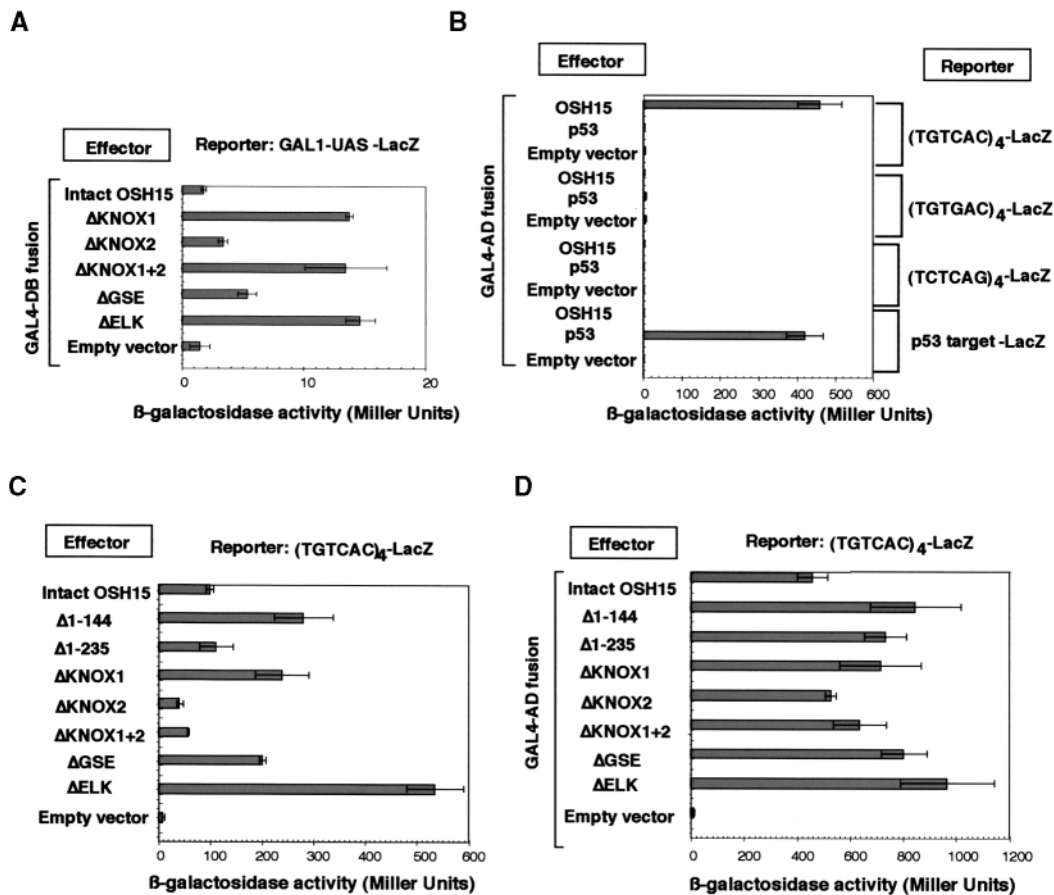 A
Effector
Reporter: GAL1-UAS -LacZ
GAL4-DB fusion
Intact OSH15
ΔKNOX1
ΔKNOX2
ΔKNOX1+2
ΔGSE
ΔELK
Empty vector
0 10 20
ß-galactosidase activity (Miller Units)
B
Effector
Reporter
GAL4-AD fusion
OSH15
p53
Empty vector
(TGTCAC)4-LacZ
OSH15
p53
Empty vector
(TGTGAC)4-LacZ
OSH15
p53
Empty vector
(TCTCAG)4-LacZ
OSH15
p53
Empty vector
p53 target -LacZ
0 100 200 300 400 500 600
ß-galactosidase activity (Miller Units)
C
Effector
Reporter: (TGTCAC)4-LacZ
Intact OSH15
Δ1-144
Δ1-235
ΔKNOX1
ΔKNOX2
ΔKNOX1+2
ΔGSE
ΔELK
Empty vector
0 100 200 300 400 500 600
ß-galactosidase activity (Miller Units)
D
Effector
Reporter: (TGTCAC)4-LacZ
GAL4-AD fusion
Intact OSH15
Δ1-144
Δ1-235
ΔKNOX1
ΔKNOX2
ΔKNOX1+2
ΔGSE
ΔELK
Empty vector
0 200 400 600 800 1000 1200
ß-galactosidase activity (Miller Units)